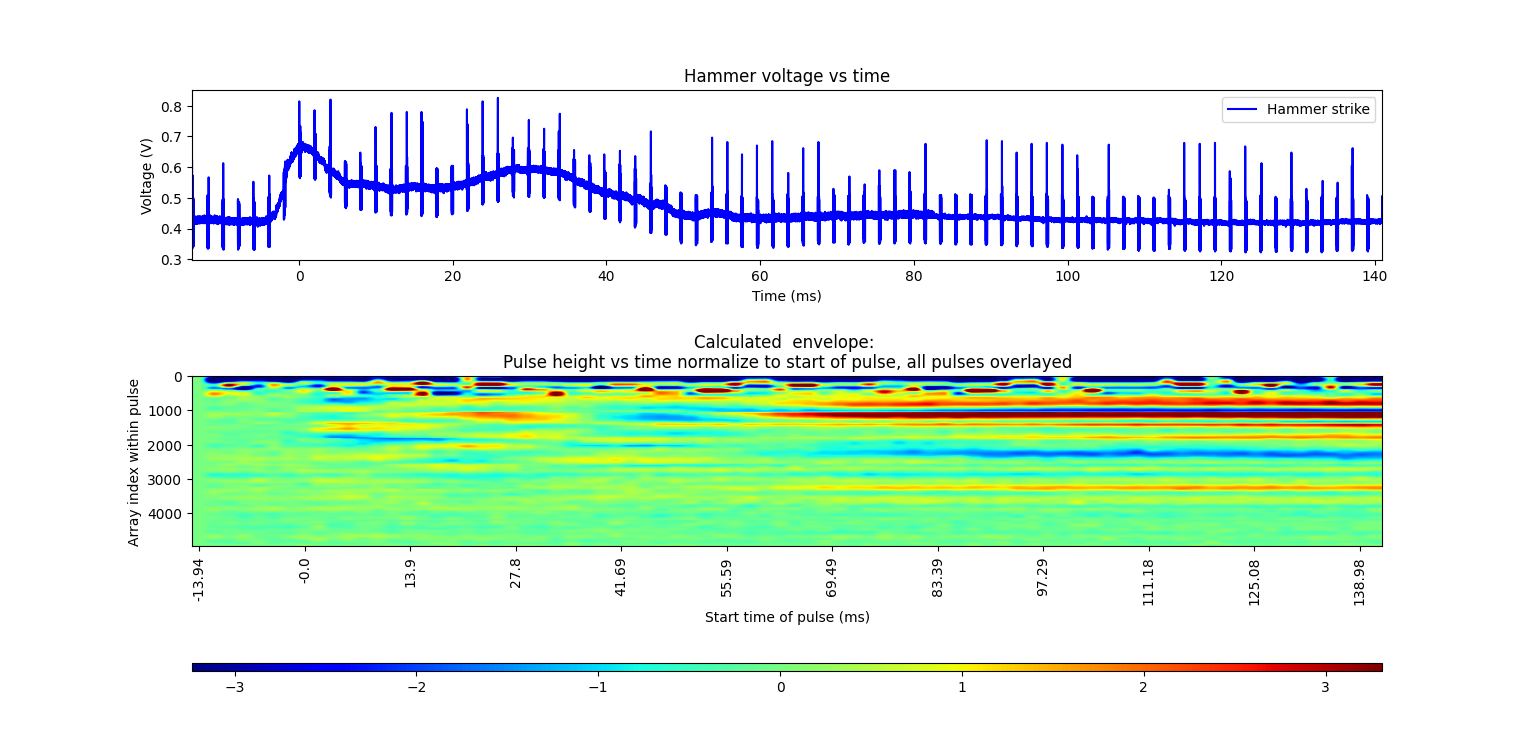 Hammer voltage vs time
Hammer strike
0.8
0.7
0.6
0.5
0.4
0.3
Voltage (V)
0 20 40 60 80 100 120 140
Time (ms)
Calculated  envelope:
Pulse height vs time normalize to start of pulse, all pulses overlayed
0
1000
2000
3000
4000
Array index within pulse
-13.94 -0.0 13.9 27.8 41.69 55.59 69.49 83.39 97.29 111.18 125.08 138.98
Start time of pulse (ms)
−3 −2 −1 0 1 2 3